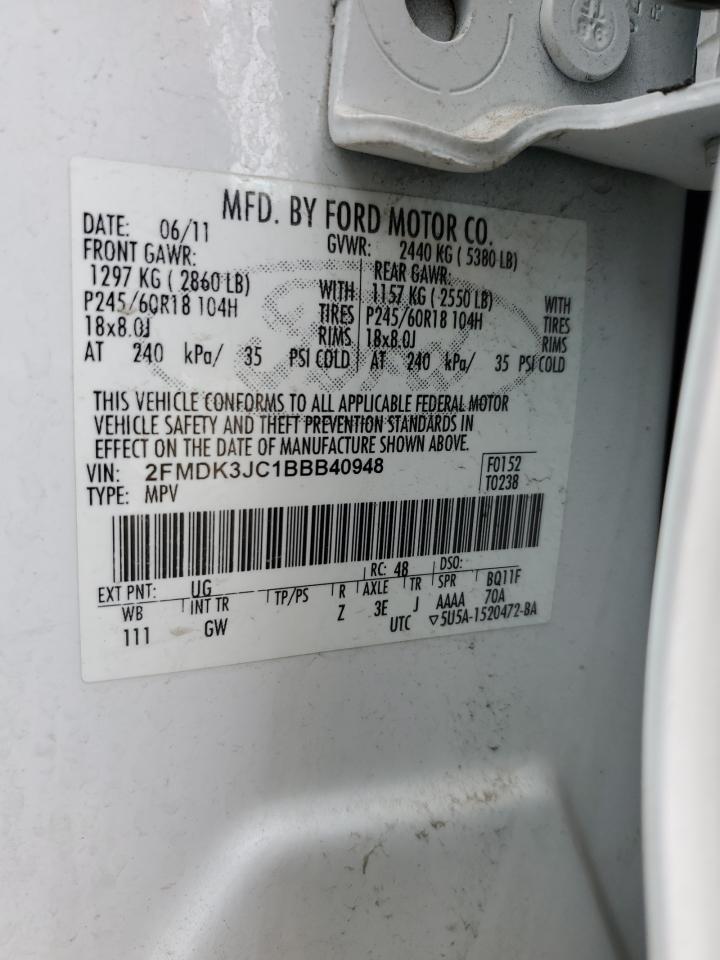 MFD. BY FORD MOTOR CO.
DATE: 06/11
GVWR: 2440 KG ( 5380 LB)
FRONT GAWR:
REAR GAWR:
1297 KG ( 2860 LB) WITH
1157 KG ( 2550 LB) WITH
P245/60R18 104H TIRES
P245/60R18 104H TIRES
18x8.0J RIMS
18x8.0J RIMS
AT 240 kPa/ 35 PSI COLD
AT 240 kPa/ 35 PSI COLD
THIS VEHICLE CONFORMS TO ALL APPLICABLE FEDERAL MOTOR
VEHICLE SAFETY AND THEFT PREVENTION STANDARDS IN
EFFECT ON THE DATE OF MANUFACTURE SHOWN ABOVE.
VIN: 2FMDK3JC1BBB40948
F0152
TYPE: MPV
T0238
EXT PNT: UG RC: 48 DSO:
WB INT TR TP/PS R AXLE TR SPR BQ11F
111 GW Z 3E J AAAA 70A
UTC ▽5U5A-1520472-BA